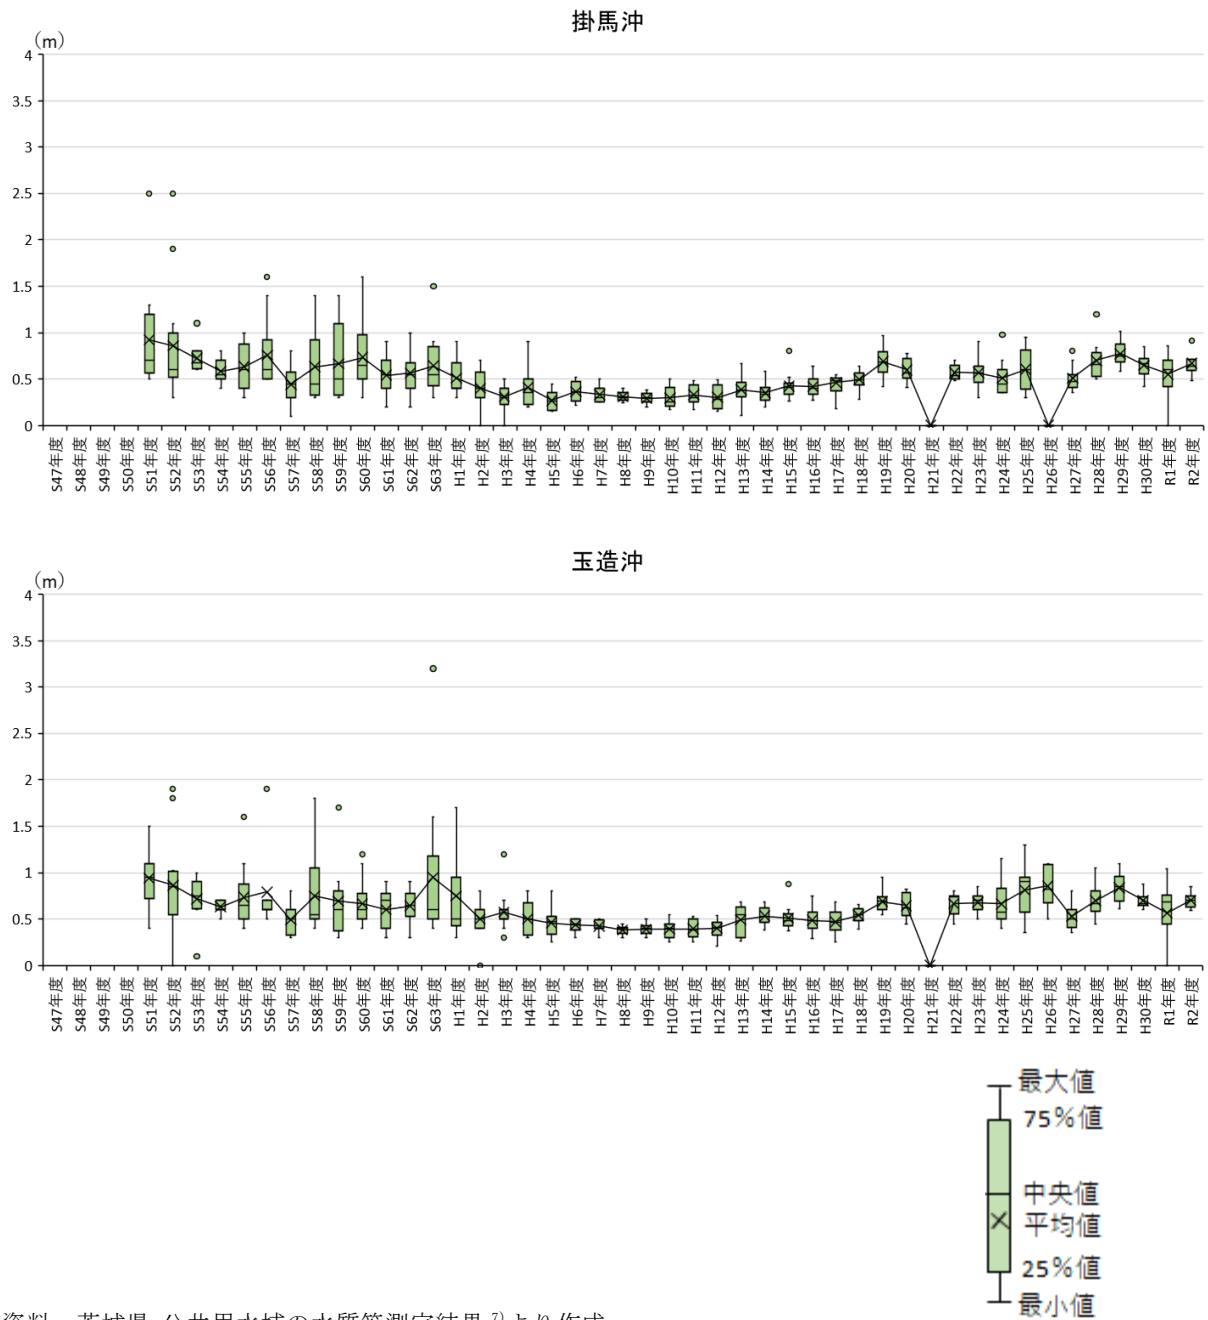 掛馬沖
（m）
4
3.5
3
2.5
2
1.5
1
0.5
0
S47年度
S48年度
S49年度
S50年度
S51年度
S52年度
S53年度
S54年度
S55年度
S56年度
S57年度
S58年度
S59年度
S60年度
S61年度
S62年度
S63年度
H1年度
H2年度
H3年度
H4年度
H5年度
H6年度
H7年度
H8年度
H9年度
H10年度
H11年度
H12年度
H13年度
H14年度
H15年度
H16年度
H17年度
H18年度
H19年度
H20年度
H21年度
H22年度
H23年度
H24年度
H25年度
H26年度
H27年度
H28年度
H29年度
H30年度
R1年度
R2年度
玉造沖
（m）
4
3.5
3
2.5
2
1.5
1
0.5
0
S47年度
S48年度
S49年度
S50年度
S51年度
S52年度
S53年度
S54年度
S55年度
S56年度
S57年度
S58年度
S59年度
S60年度
S61年度
S62年度
S63年度
H1年度
H2年度
H3年度
H4年度
H5年度
H6年度
H7年度
H8年度
H9年度
H10年度
H11年度
H12年度
H13年度
H14年度
H15年度
H16年度
H17年度
H18年度
H19年度
H20年度
H21年度
H22年度
H23年度
H24年度
H25年度
H26年度
H27年度
H28年度
H29年度
H30年度
R1年度
R2年度
最大値
75％値
中央値
平均値
25％値
最小値